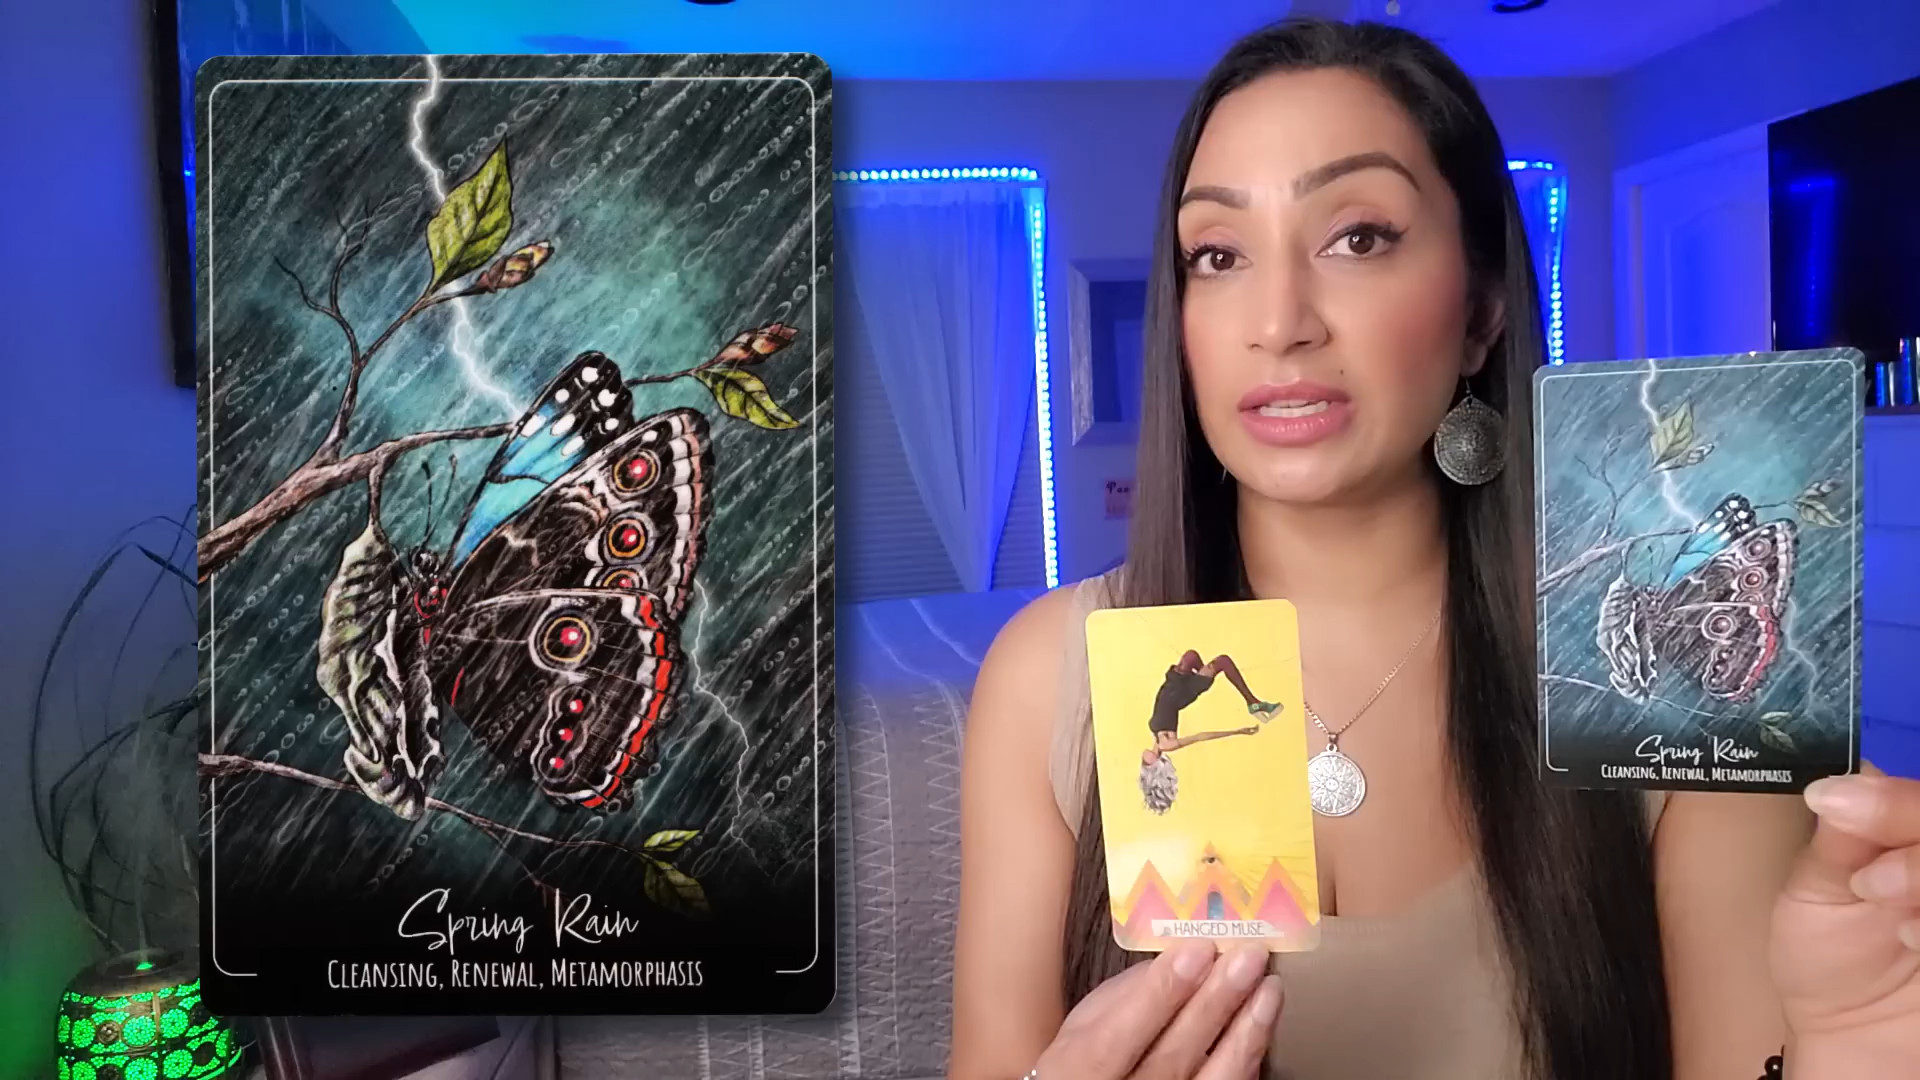 Spring Rain
CLEANSING, RENEWAL, METAMORPHASIS
HANGED MUSE
Spring Rain
CLEANSING, RENEWAL, METAMORPHASIS